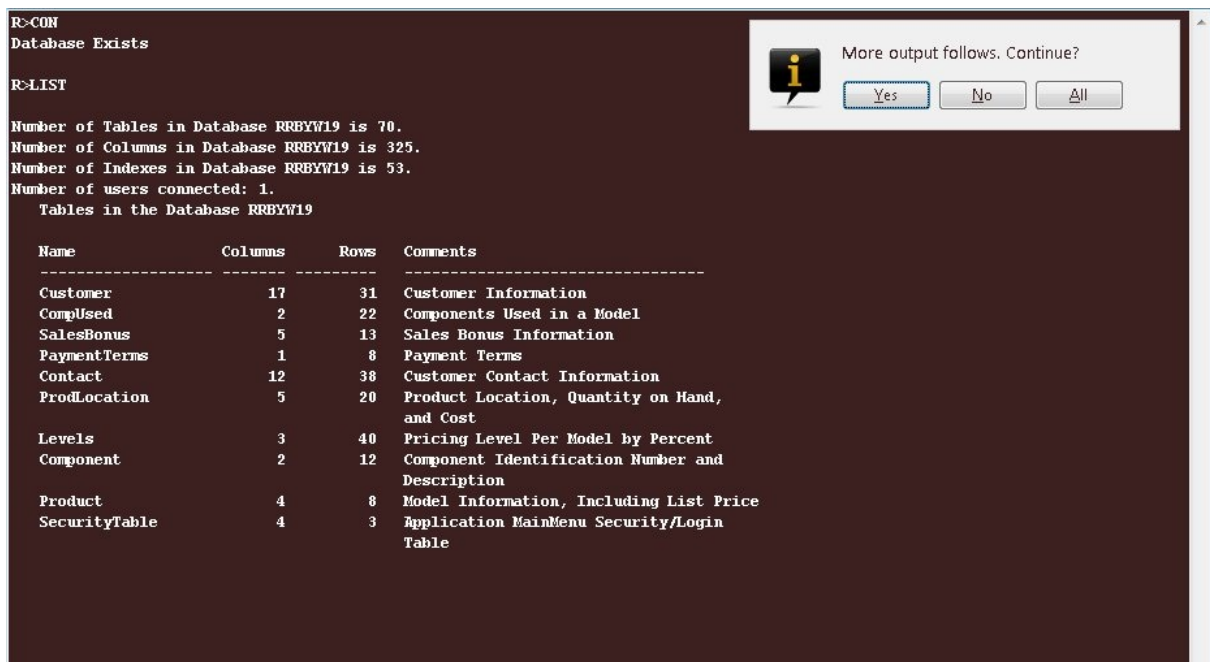 R>CON
Database Exists
R>LIST
Number of Tables in Database RRBYW19 is 70.
Number of Columns in Database RRBYW19 is 325.
Number of Indexes in Database RRBYW19 is 53.
Number of users connected: 1.
Tables in the Database RRBYW19
Name Columns Rows Comments
------------------- ------- --------- ---------------------------------
Customer 17 31 Customer Information
CompUsed 2 22 Components Used in a Model
SalesBonus 5 13 Sales Bonus Information
PaymentTerms 1 8 Payment Terms
Contact 12 38 Customer Contact Information
ProdLocation 5 20 Product Location, Quantity on Hand,
and Cost
Levels 3 40 Pricing Level Per Model by Percent
Component 2 12 Component Identification Number and
Description
Product 4 8 Model Information, Including List Price
SecurityTable 4 3 Application MainMenu Security/Login
Table
More output follows. Continue?
Yes No All